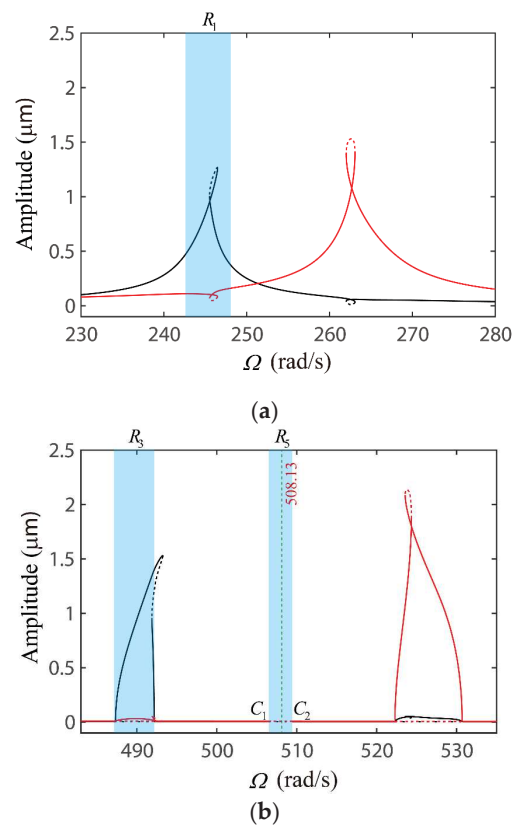 R1
2.5
2
1.5
1
0.5
0
Amplitude (μm)
230 240 250 260 270 280
Ω (rad/s)
(a)
R3 R5
2.5
2
1.5
1
0.5
0
Amplitude (μm)
508.13
C1 C2
490 500 510 520 530
Ω (rad/s)
(b)